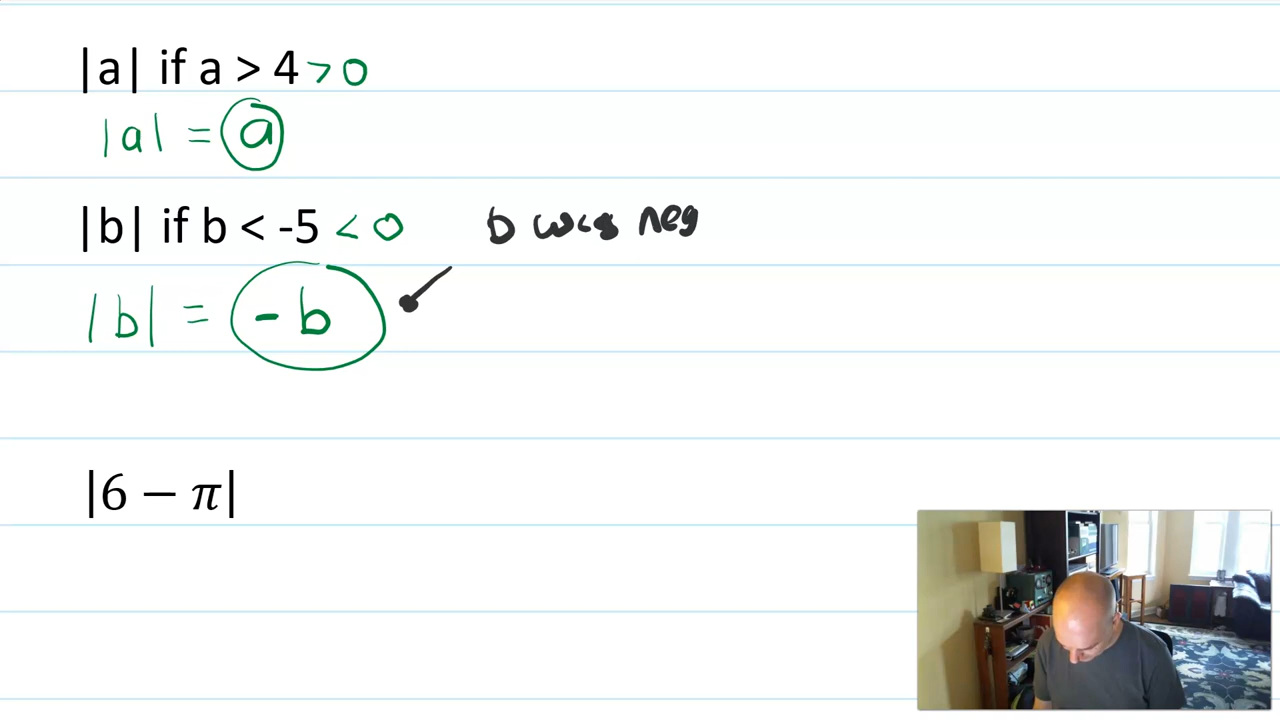 |a| if a > 4 > 0
|a| = a
|b| if b < -5 < 0 b was neg
|b| = -b
|6 − π|